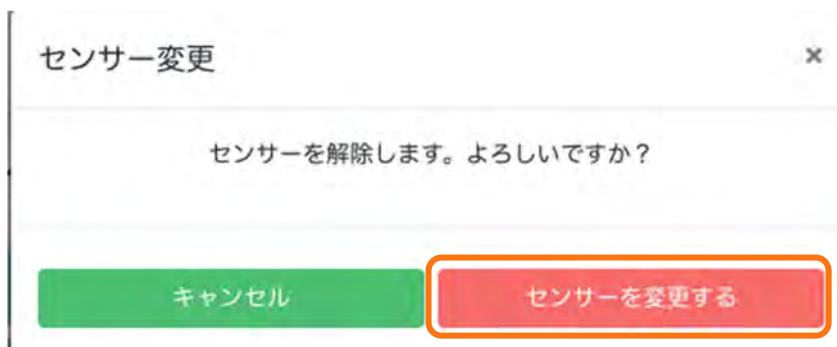 センサー変更
×
センサーを解除します。よろしいですか？
キャンセル
センサーを変更する